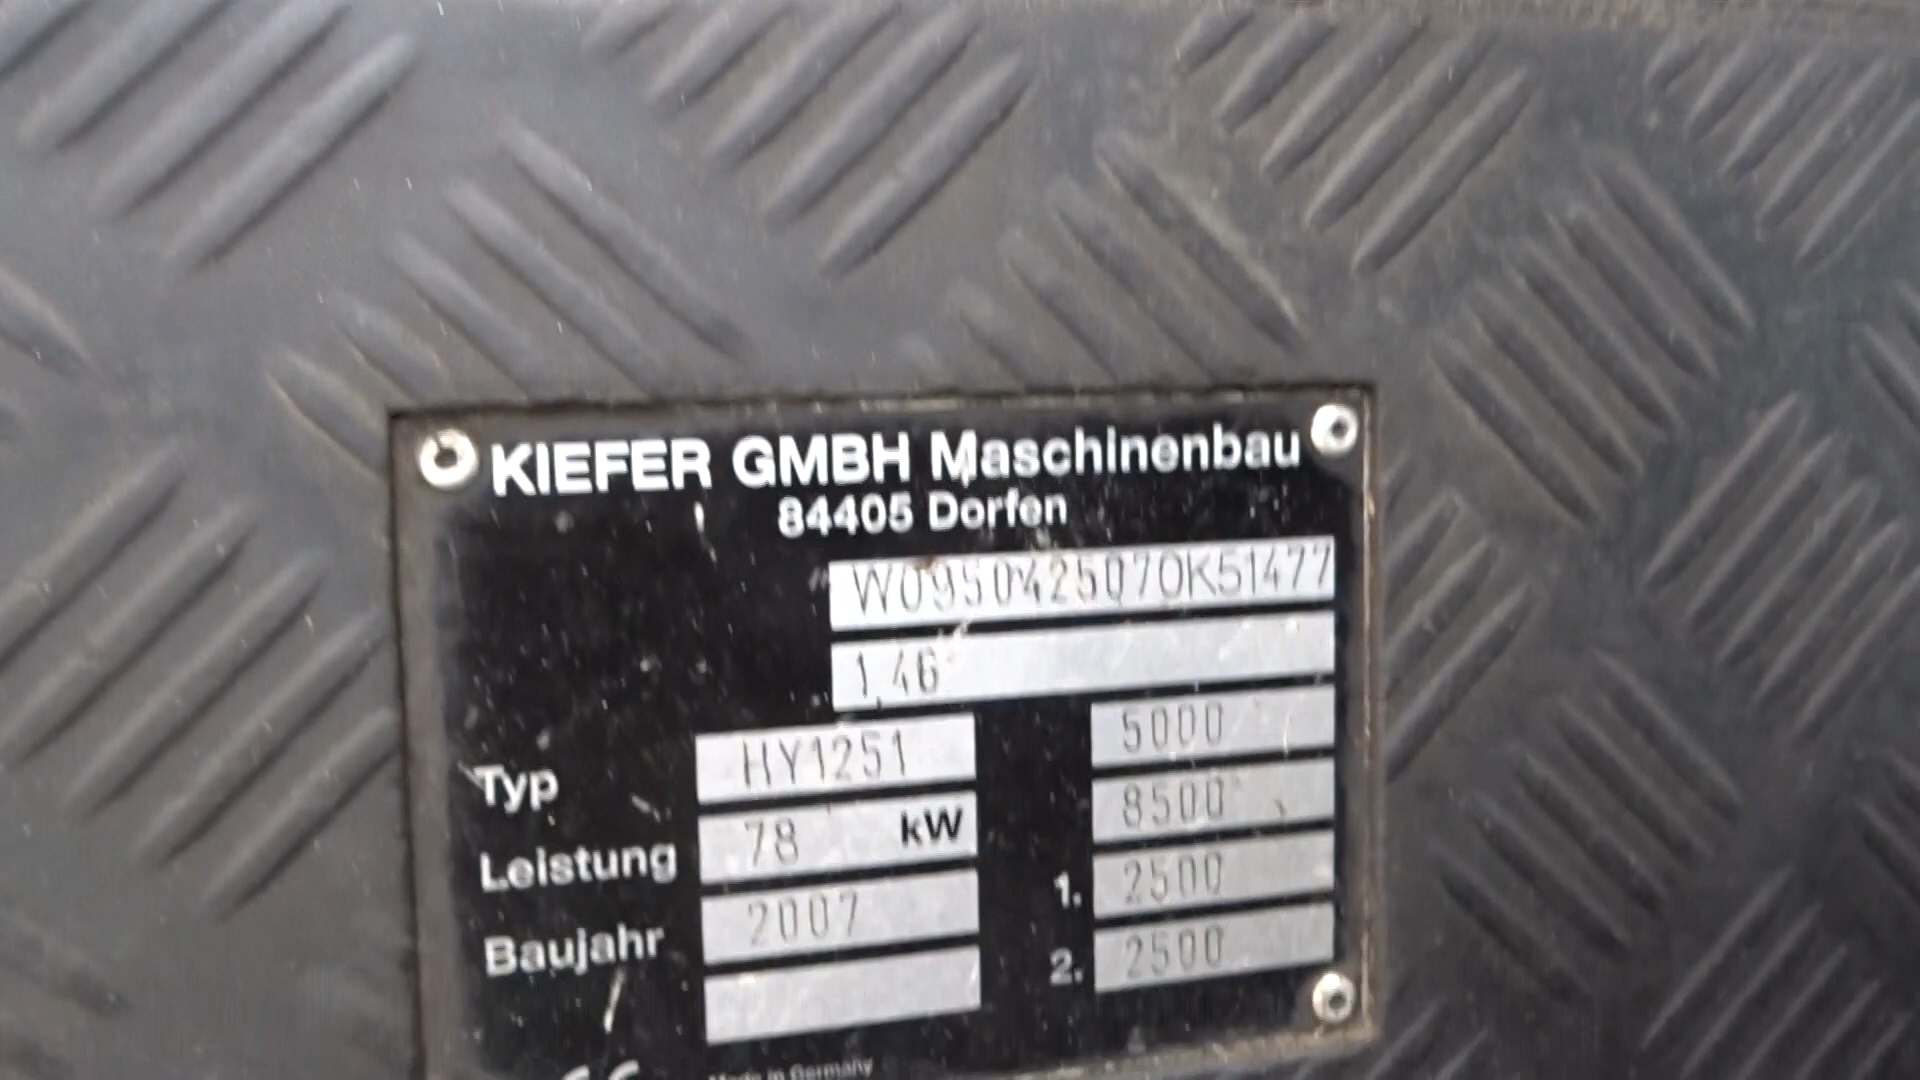 KIEFER GMBH Maschinenbau
84405 Dorfen
W0950425070K51477
1,46
Typ HY1251 5000
Leistung 78 kW 8500
Baujahr 2007 1. 2500
2. 2500
CE Made in Germany